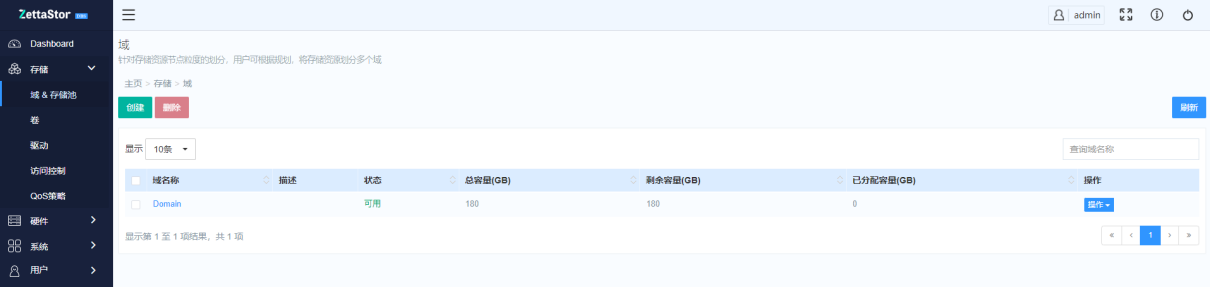 ZettaStor
admin
Dashboard
存储
域 & 存储池
卷
驱动
访问控制
QoS策略
硬件
系统
用户
域
针对存储资源节点粒度的划分，用户可根据规划，将存储资源划分多个域
主页 > 存储 > 域
创建 删除 刷新
显示 10条 查询域名称
域名称 描述 状态 总容量(GB) 剩余容量(GB) 已分配容量(GB) 操作
Domain 可用 180 180 0 操作
显示第 1 至 1 项结果，共 1 项 « ‹ 1 › »